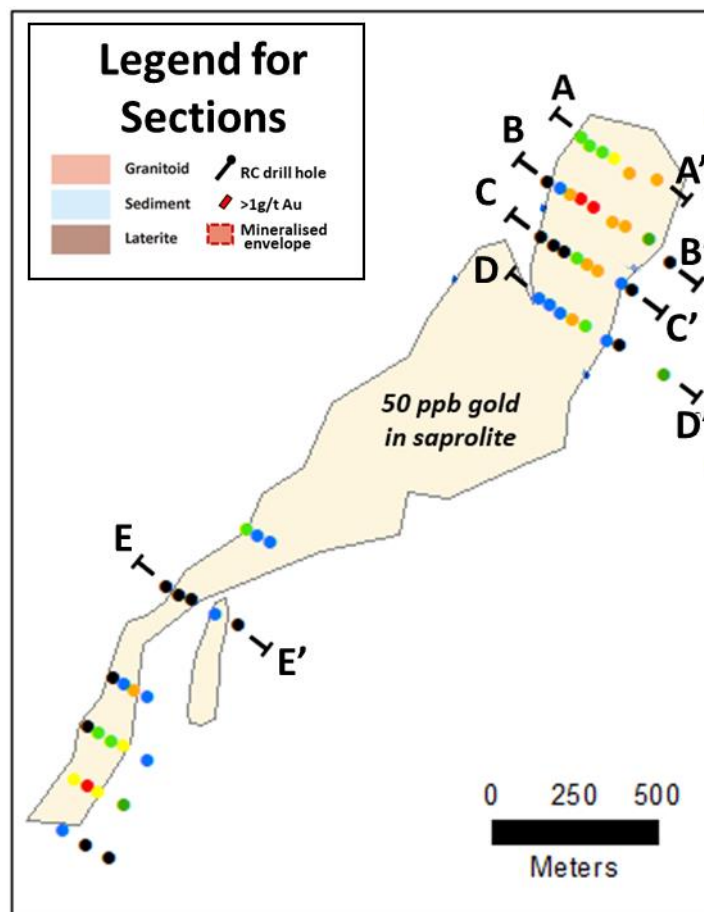 Legend for
Sections
Granitoid
RC drill hole
Sediment
>1g/t Au
Laterite
Mineralised
envelope
A
A'
B
B'
C
C'
D
D'
50 ppb gold
in saprolite
E
E'
0 250 500
Meters